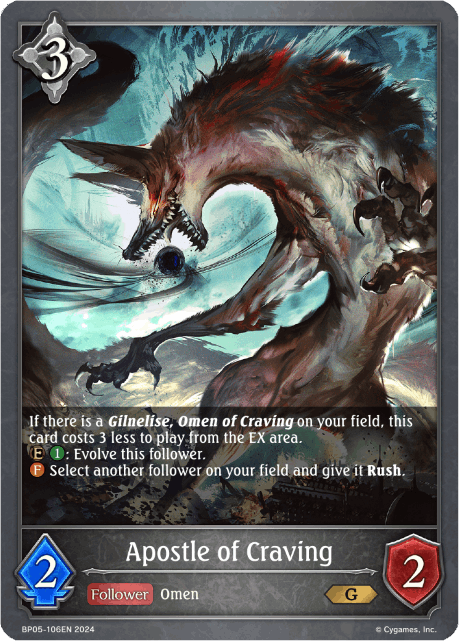 3
If there is a Gilnelise, Omen of Craving on your field, this
card costs 3 less to play from the EX area.
E 1: Evolve this follower.
F Select another follower on your field and give it Rush.
Apostle of Craving
2
Follower Omen
G
2
BP05-106EN 2024
© Cygames, Inc.